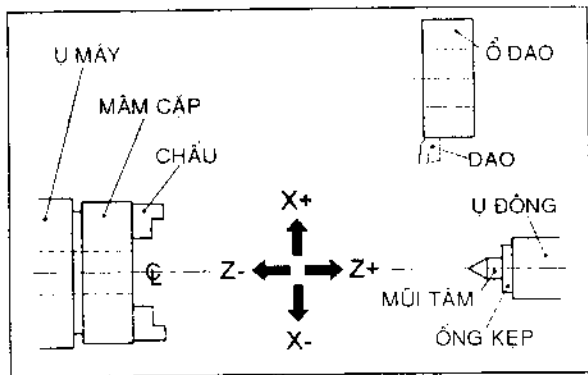 Ụ MÁY
MÂM CẶP
CHẤU
Ổ DAO
DAO
X+
Z-
Z+
X-
Ụ ĐỘNG
MŨI TÂM
ỐNG KẸP